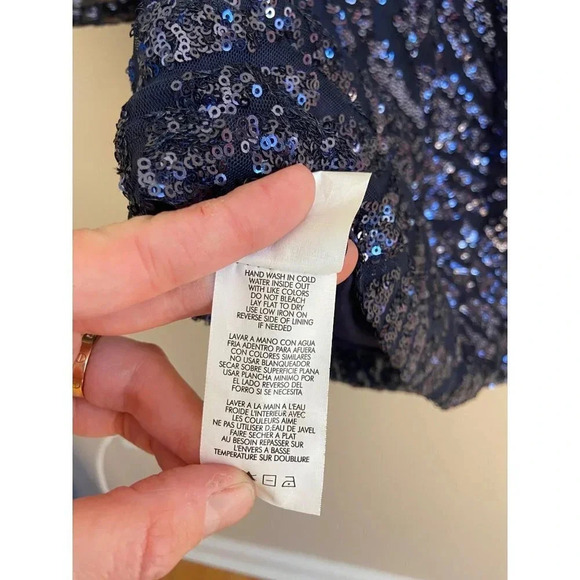 HAND WASH IN COLD
WATER INSIDE OUT
WITH LIKE COLORS
DO NOT BLEACH
LAY FLAT TO DRY
USE LOW IRON ON
REVERSE SIDE OF LINING
IF NEEDED
LAVAR A MANO CON AGUA
FRIA ADENTRO PARA AFUERA
CON COLORES SIMILARES
NO USAR BLANQUEADOR
SECAR SOBRE SUPERFICIE PLANA
USAR PLANCHA MINIMO POR
EL LADO REVERSO DEL
FORRO SI SE NECESITA
LAVER A LA MAIN A L'EAU
FROIDE L'INTERIEUR AVEC
LES COULEURS AIME
NE PAS UTILISER D,EAU DE JAVEL
FAIRE SECHER A PLAT
AU BESOIN REPASSER SUR
L'ENVERS A BASSE
TEMPERATURE SUR DOUBLURE